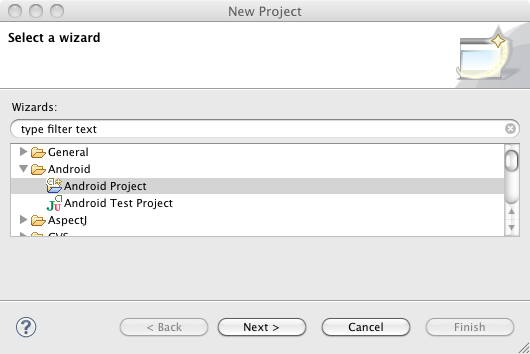 New Project
Select a wizard
Wizards:
type filter text
General
Android
Android Project
Android Test Project
AspectJ
CVS
< Back Next > Cancel Finish